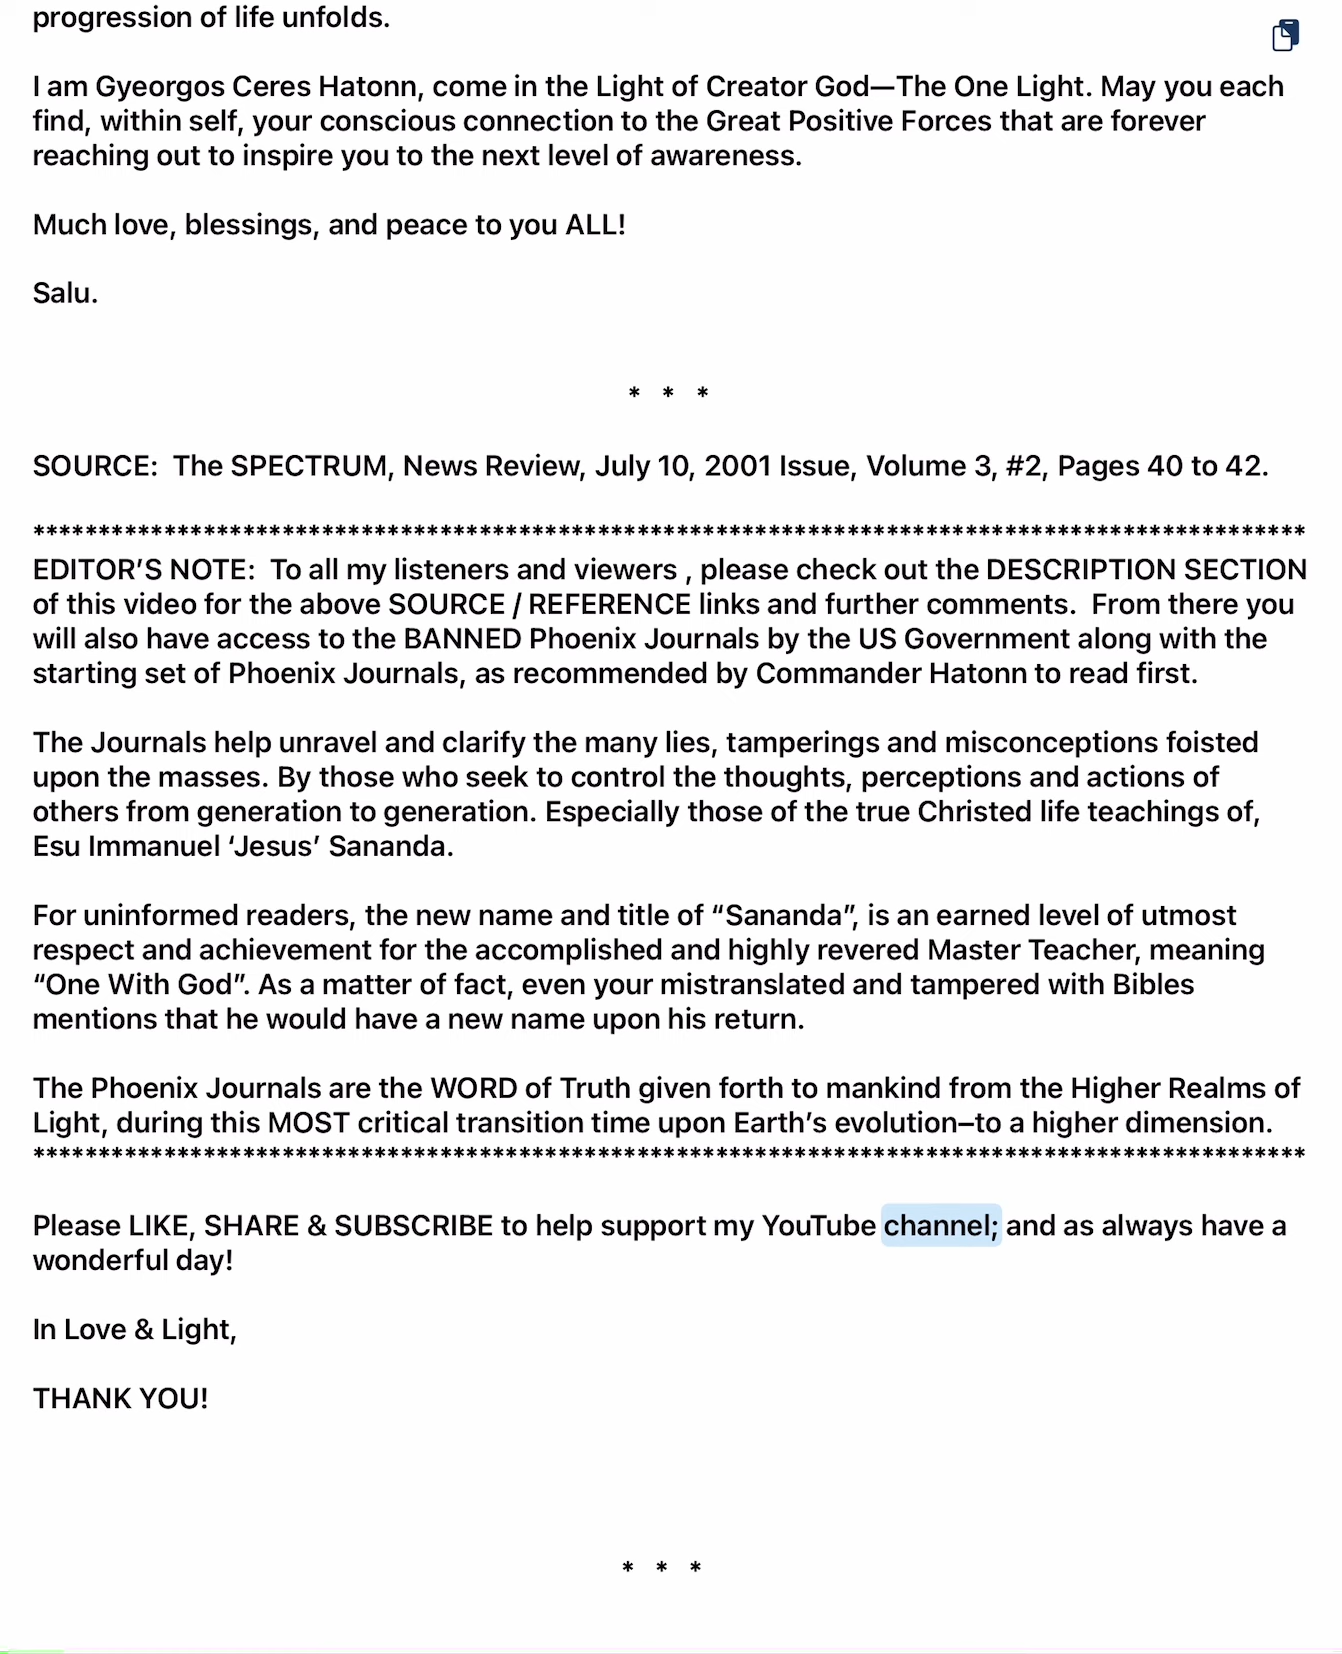 progression of life unfolds.
I am Gyeorgos Ceres Hatonn, come in the Light of Creator God—The One Light. May you each
find, within self, your conscious connection to the Great Positive Forces that are forever
reaching out to inspire you to the next level of awareness.
Much love, blessings, and peace to you ALL!
Salu.
* * *
SOURCE:  The SPECTRUM, News Review, July 10, 2001 Issue, Volume 3, #2, Pages 40 to 42.
****************************************************************************************************
EDITOR’S NOTE:  To all my listeners and viewers , please check out the DESCRIPTION SECTION
of this video for the above SOURCE / REFERENCE links and further comments.  From there you
will also have access to the BANNED Phoenix Journals by the US Government along with the
starting set of Phoenix Journals, as recommended by Commander Hatonn to read first.
The Journals help unravel and clarify the many lies, tamperings and misconceptions foisted
upon the masses. By those who seek to control the thoughts, perceptions and actions of
others from generation to generation. Especially those of the true Christed life teachings of,
Esu Immanuel ‘Jesus’ Sananda.
For uninformed readers, the new name and title of “Sananda”, is an earned level of utmost
respect and achievement for the accomplished and highly revered Master Teacher, meaning
“One With God”. As a matter of fact, even your mistranslated and tampered with Bibles
mentions that he would have a new name upon his return.
The Phoenix Journals are the WORD of Truth given forth to mankind from the Higher Realms of
Light, during this MOST critical transition time upon Earth’s evolution—to a higher dimension.
****************************************************************************************************
Please LIKE, SHARE & SUBSCRIBE to help support my YouTube channel; and as always have a
wonderful day!
In Love & Light,
THANK YOU!
* * *